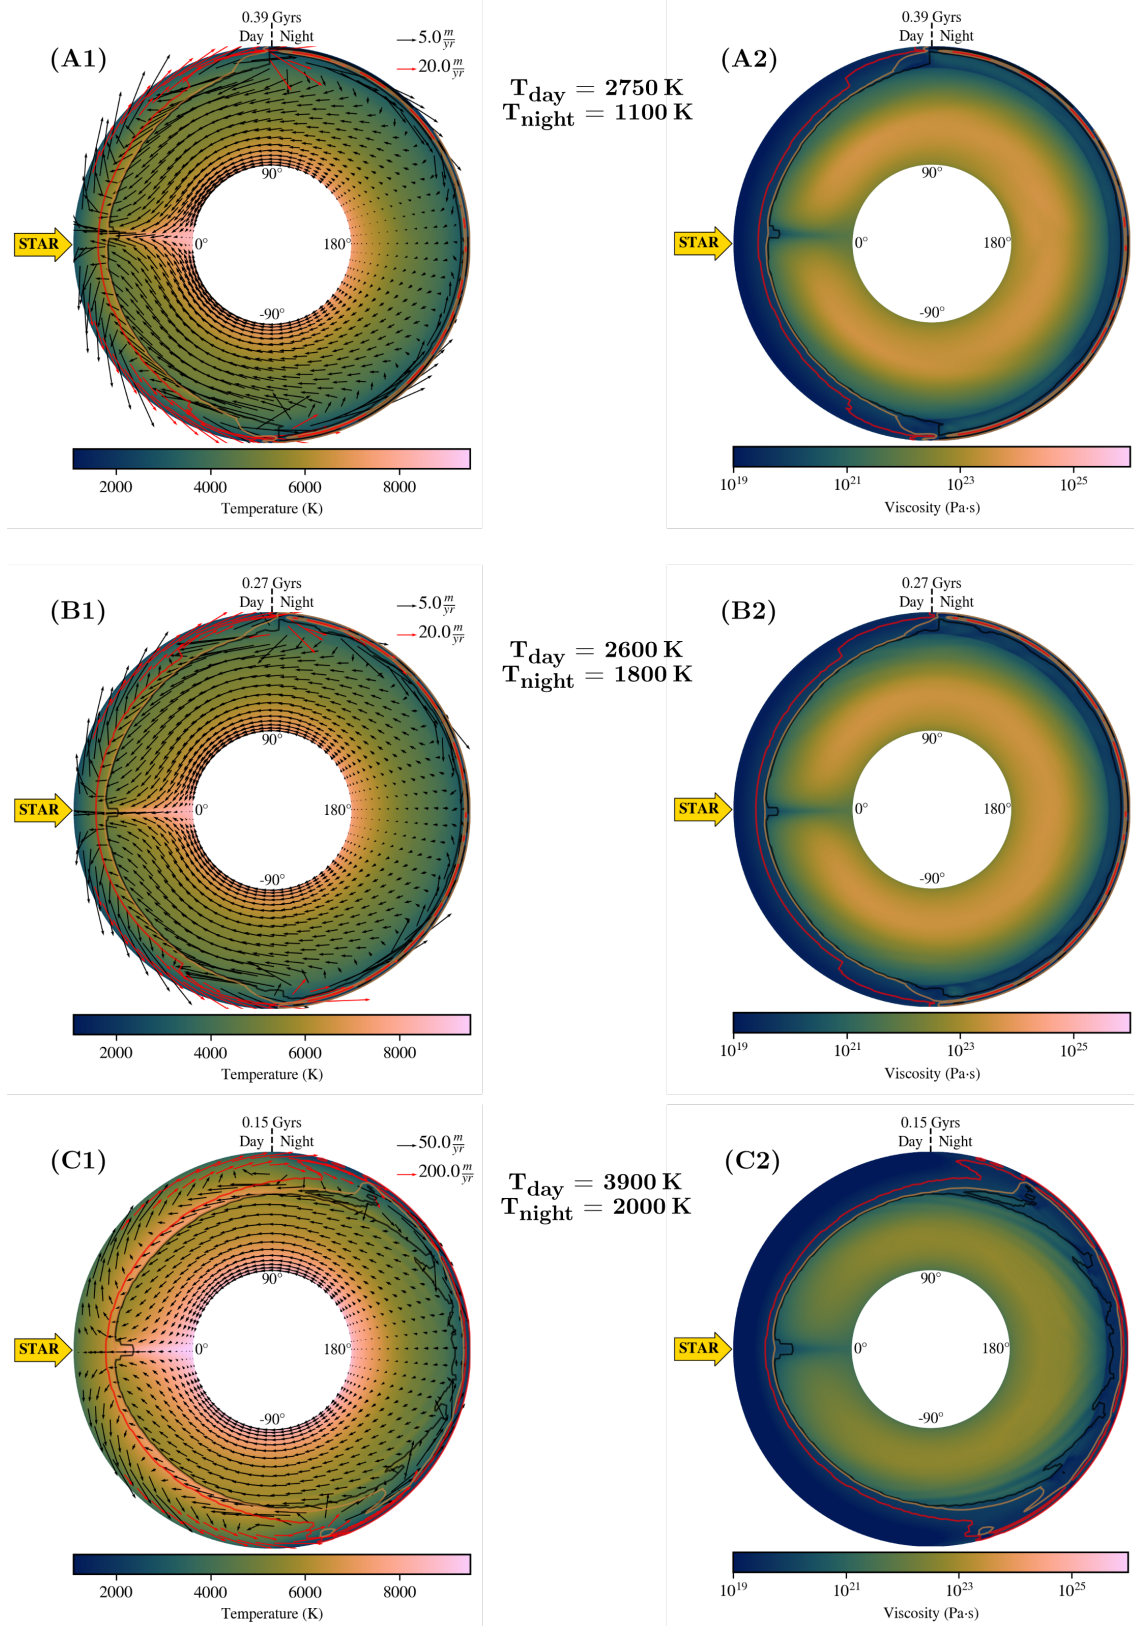 0.39 Gyrs
Day Night
(A1)
5.0 m/yr
20.0 m/yr
90°
STAR
0°
180°
-90°
2000 4000 6000 8000
Temperature (K)
T_day = 2750 K
T_night = 1100 K
0.39 Gyrs
Day Night
(A2)
90°
STAR
0°
180°
-90°
10^19 10^21 10^23 10^25
Viscosity (Pa·s)
0.27 Gyrs
Day Night
(B1)
5.0 m/yr
20.0 m/yr
90°
STAR
0°
180°
-90°
2000 4000 6000 8000
Temperature (K)
T_day = 2600 K
T_night = 1800 K
0.27 Gyrs
Day Night
(B2)
90°
STAR
0°
180°
-90°
10^19 10^21 10^23 10^25
Viscosity (Pa·s)
0.15 Gyrs
Day Night
(C1)
50.0 m/yr
200.0 m/yr
90°
STAR
0°
180°
-90°
2000 4000 6000 8000
Temperature (K)
T_day = 3900 K
T_night = 2000 K
0.15 Gyrs
Day Night
(C2)
90°
STAR
0°
180°
-90°
10^19 10^21 10^23 10^25
Viscosity (Pa·s)